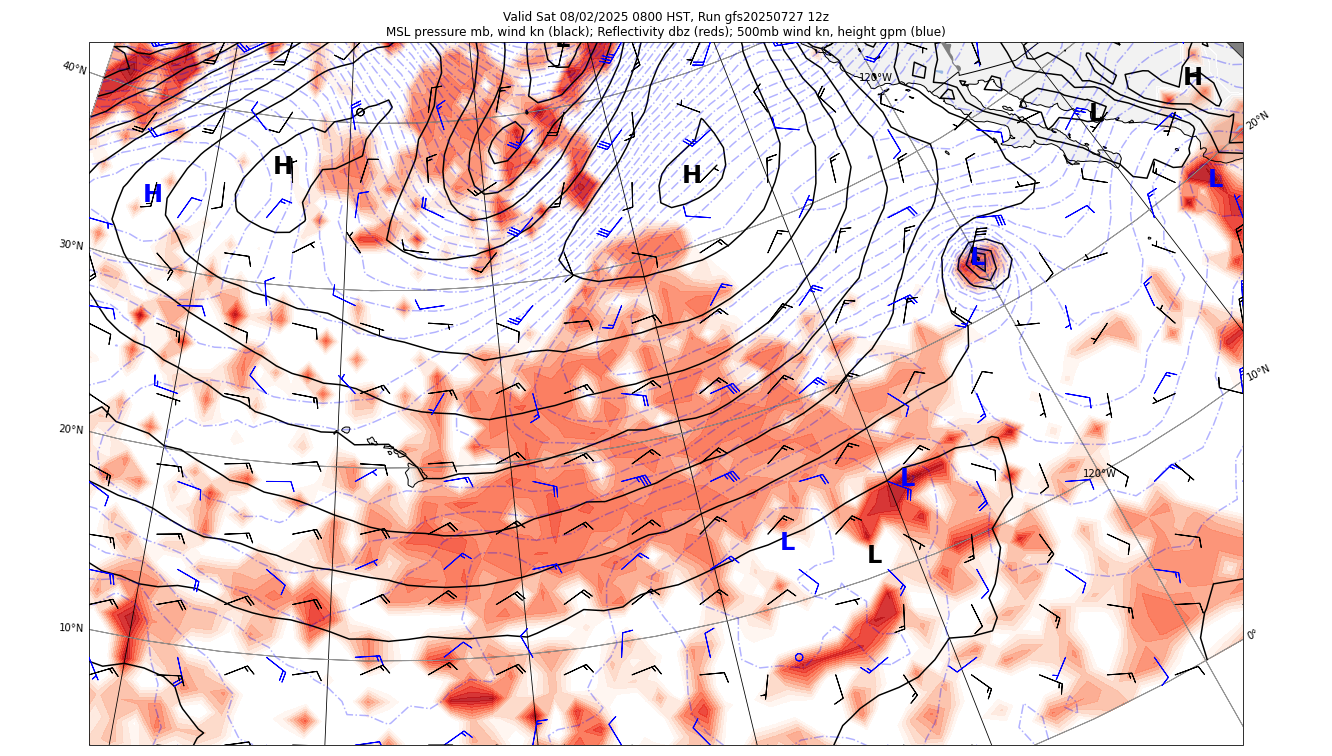 Valid Sat 08/02/2025 0800 HST, Run gfs20250727 12z
MSL pressure mb, wind kn (black); Reflectivity dbz (reds); 500mb wind kn, height gpm (blue)
L
40°N
120°W
H
L
20°N
H
H
H
L
30°N
L
10°N
20°N
120°W
L
L
L
10°N
0°